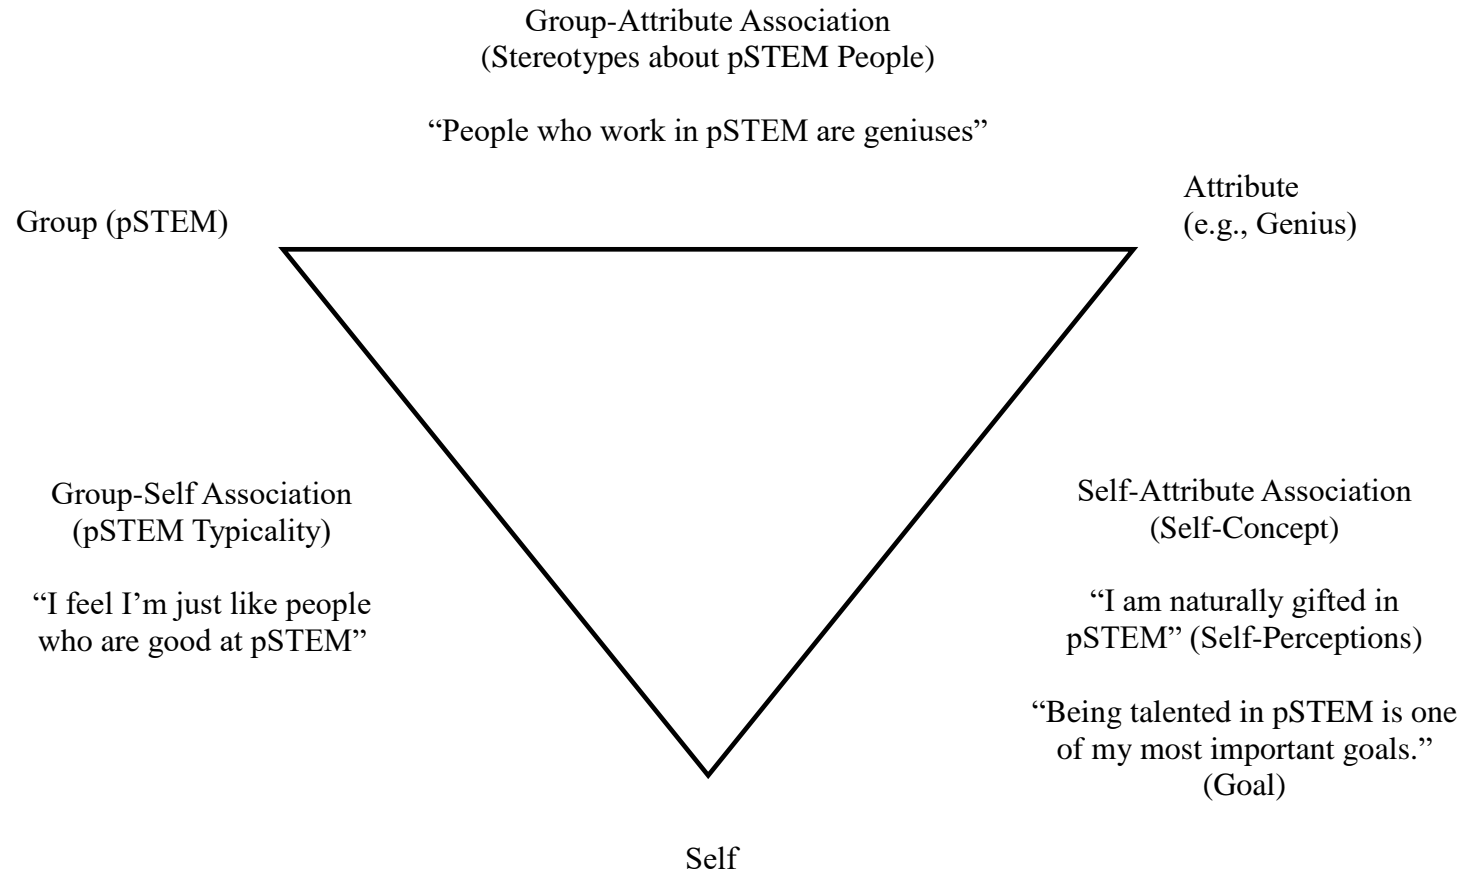 Group-Attribute Association
(Stereotypes about pSTEM People)
“People who work in pSTEM are geniuses”
Group (pSTEM)
Attribute
(e.g., Genius)
Group-Self Association
(pSTEM Typicality)
“I feel I’m just like people
who are good at pSTEM”
Self-Attribute Association
(Self-Concept)
“I am naturally gifted in
pSTEM” (Self-Perceptions)
“Being talented in pSTEM is one
of my most important goals.”
(Goal)
Self